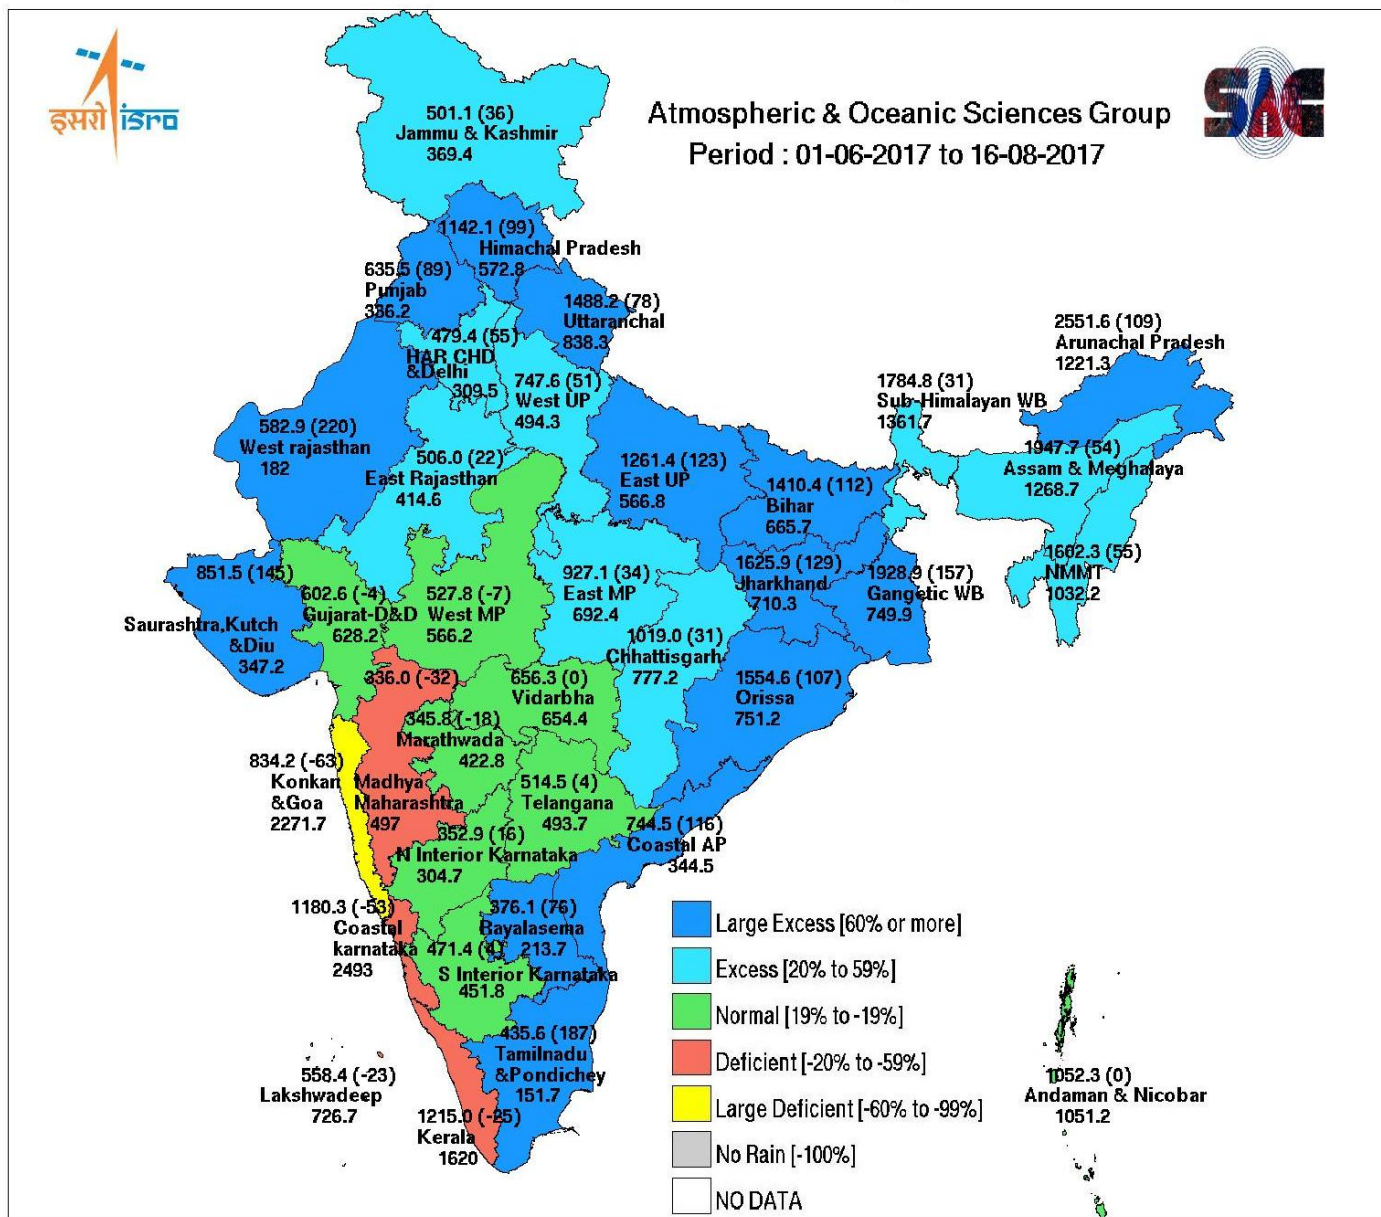 इसरो isro
SAC
Atmospheric & Oceanic Sciences Group
Period : 01-06-2017 to 16-08-2017
501.1 (36)
Jammu & Kashmir
369.4
1142.1 (99)
Himachal Pradesh
572.8
635.5 (89)
Punjab
336.2
1488.2 (78)
Uttaranchal
838.3
479.4 (55)
HAR CHD
&Delhi
309.5
747.6 (51)
West UP
494.3
2551.6 (109)
Arunachal Pradesh
1221.3
1784.8 (31)
Sub-Himalayan WB
1361.7
582.9 (220)
West rajasthan
182
506.0 (22)
East Rajasthan
414.6
1261.4 (123)
East UP
566.8
1410.4 (112)
Bihar
665.7
1947.7 (54)
Assam & Meghalaya
1268.7
1602.3 (55)
NMMT
1032.2
851.5 (145)
Saurashtra,Kutch
&Diu
347.2
602.6 (-4)
Gujarat-D&D
628.2
527.8 (-7)
West MP
566.2
927.1 (34)
East MP
692.4
1625.9 (129)
Jharkhand
710.3
1928.9 (157)
Gangetic WB
749.9
1019.0 (31)
Chhattisgarh
777.2
1554.6 (107)
Orissa
751.2
336.0 (-32)
Madhya
Maharashtra
497
656.3 (0)
Vidarbha
654.4
345.8 (-18)
Marathwada
422.8
834.2 (-63)
Konkan
&Goa
2271.7
514.5 (4)
Telangana
493.7
352.9 (16)
N Interior Karnataka
304.7
744.5 (116)
Coastal AP
344.5
1180.3 (-53)
Coastal
karnataka
2493
376.1 (76)
Rayalasema
213.7
471.4 (4)
S Interior Karnataka
451.8
435.6 (187)
Tamilnadu
&Pondichey
151.7
558.4 (-23)
Lakshwadeep
726.7
1215.0 (-25)
Kerala
1620
1052.3 (0)
Andaman & Nicobar
1051.2
Large Excess [60% or more]
Excess [20% to 59%]
Normal [19% to -19%]
Deficient [-20% to -59%]
Large Deficient [-60% to -99%]
No Rain [-100%]
NO DATA